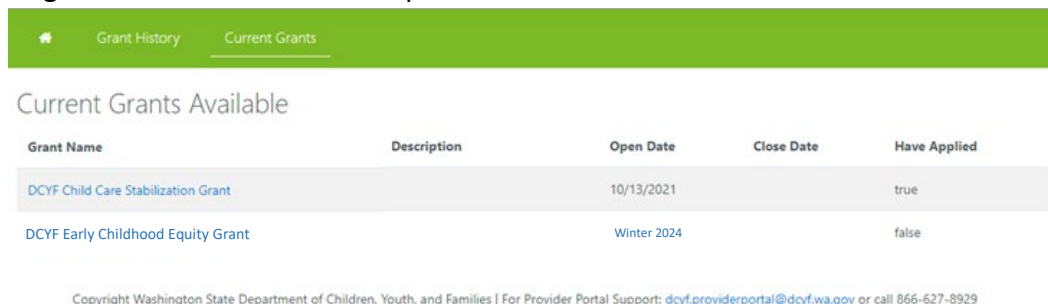 Grant History Current Grants
Current Grants Available
Grant Name Description Open Date Close Date Have Applied
DCYF Child Care Stabilization Grant 10/13/2021 true
DCYF Early Childhood Equity Grant Winter 2024 false
Copyright Washington State Department of Children, Youth, and Families | For Provider Portal Support: dcyf.providerportal@dcyf.wa.gov or call 866-627-8929